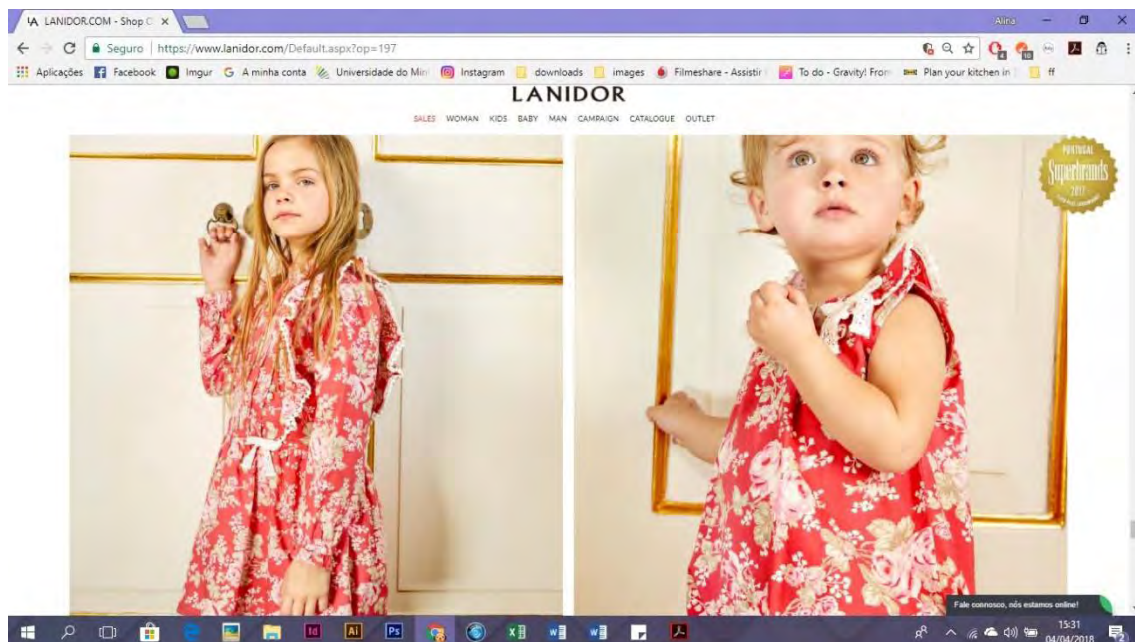 LANIDOR.COM - Shop O
Alina
Seguro | https://www.lanidor.com/Default.aspx?op=197
Aplicações Facebook Imgur A minha conta Universidade do Min Instagram downloads images Filmeshare - Assistir To do - Gravity! From Plan your kitchen in ff
LANIDOR
SALES WOMAN KIDS BABY MAN CAMPAIGN CATALOGUE OUTLET
PORTUGAL
Superbrands
2017
Fale connosco, nós estamos online!
Id Ai Ps
15:31
04/04/2018